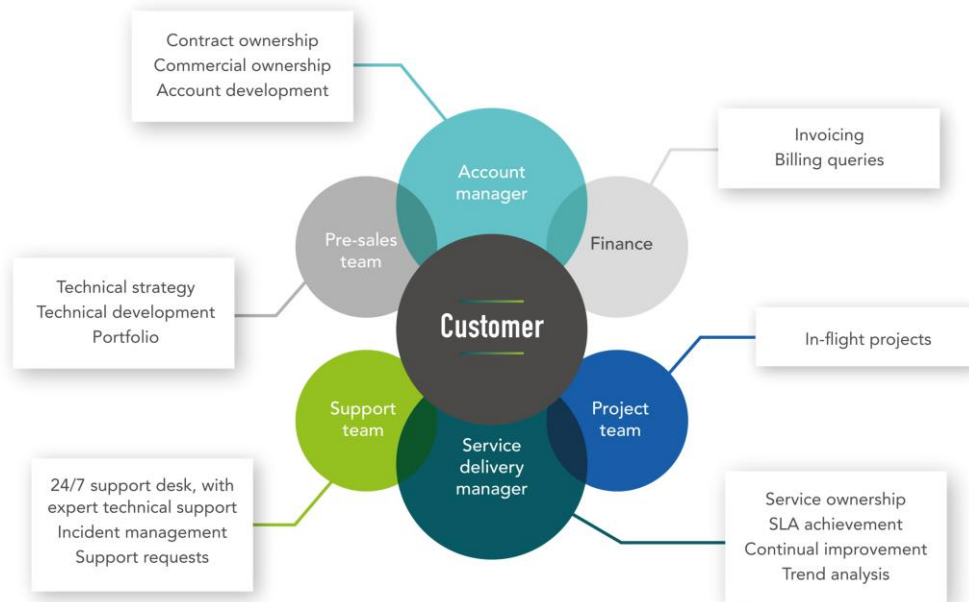 Contract ownership
Commercial ownership
Account development
Invoicing
Billing queries
Account
manager
Pre-sales
team
Finance
Technical strategy
Technical development
Portfolio
Customer
In-flight projects
Support
team
Project
team
Service
delivery
manager
24/7 support desk, with
expert technical support
Incident management
Support requests
Service ownership
SLA achievement
Continual improvement
Trend analysis